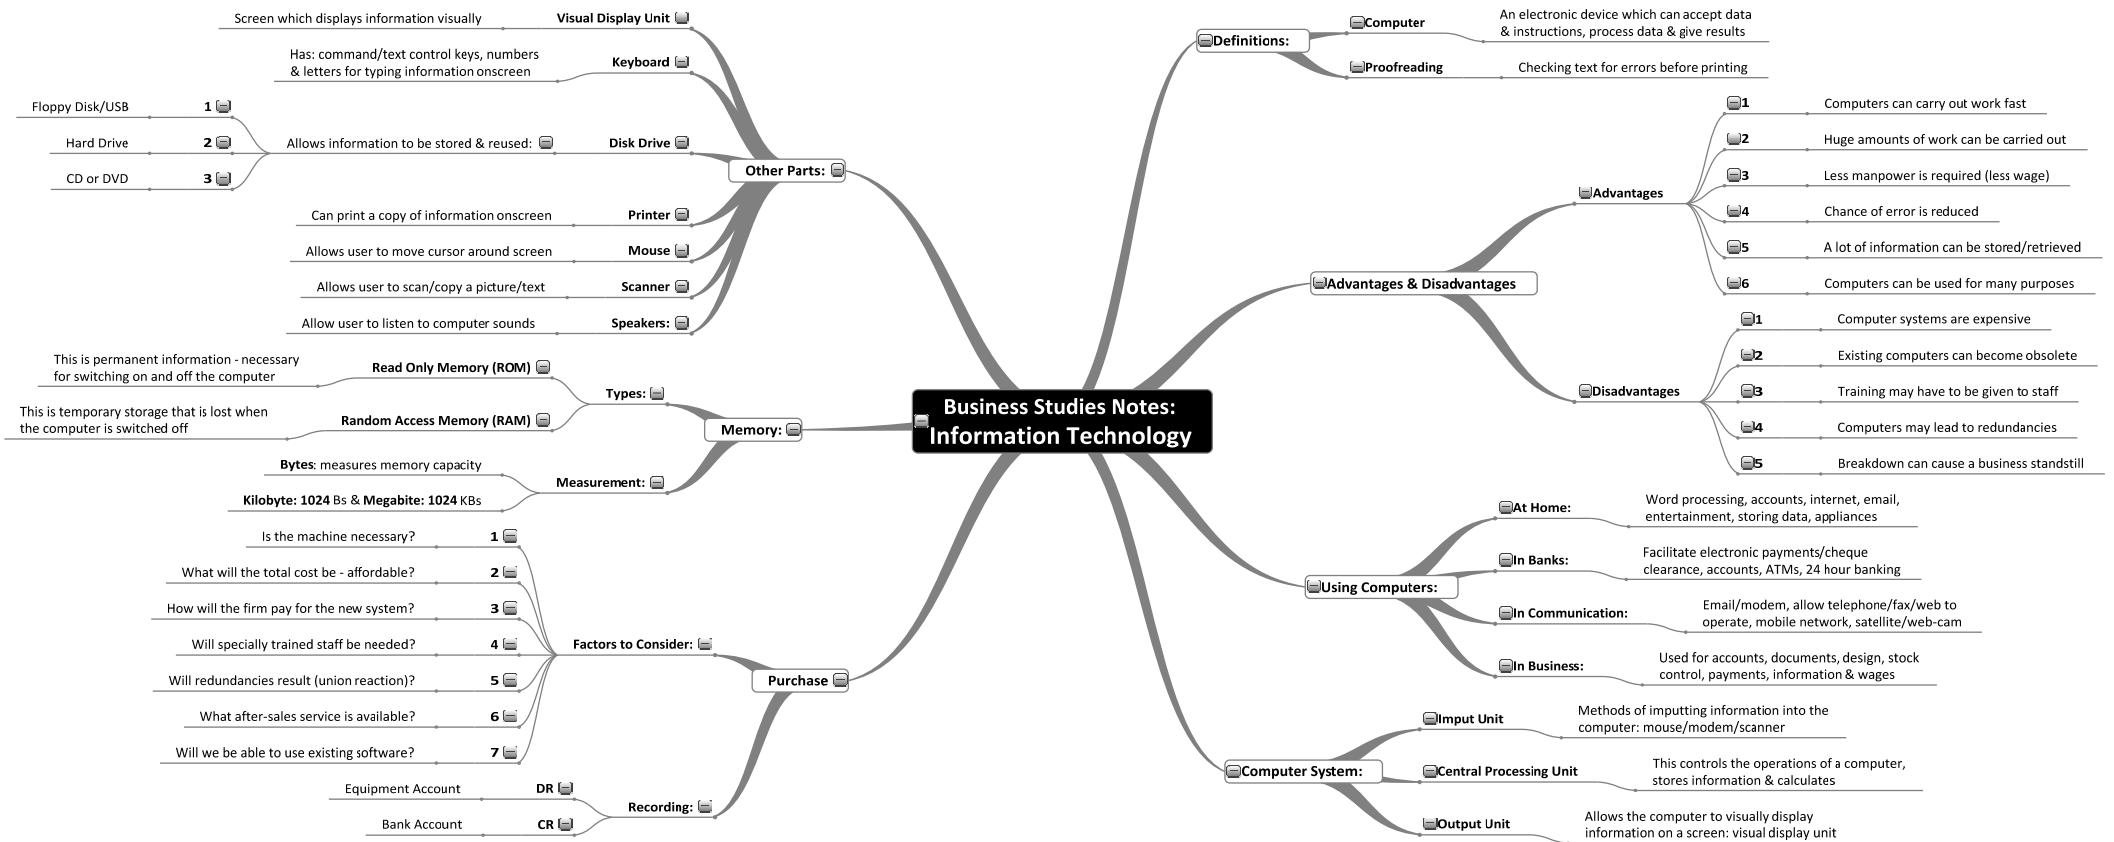 Business Studies Notes:
Information Technology
Definitions:
Computer
An electronic device which can accept data
& instructions, process data & give results
Proofreading
Checking text for errors before printing
Advantages & Disadvantages
Advantages
1
Computers can carry out work fast
2
Huge amounts of work can be carried out
3
Less manpower is required (less wage)
4
Chance of error is reduced
5
A lot of information can be stored/retrieved
6
Computers can be used for many purposes
Disadvantages
1
Computer systems are expensive
2
Existing computers can become obsolete
3
Training may have to be given to staff
4
Computers may lead to redundancies
5
Breakdown can cause a business standstill
Using Computers:
At Home:
Word processing, accounts, internet, email,
entertainment, storing data, appliances
In Banks:
Facilitate electronic payments/cheque
clearance, accounts, ATMs, 24 hour banking
In Communication:
Email/modem, allow telephone/fax/web to
operate, mobile network, satellite/web-cam
In Business:
Used for accounts, documents, design, stock
control, payments, information & wages
Computer System:
Imput Unit
Methods of imputting information into the
computer: mouse/modem/scanner
Central Processing Unit
This controls the operations of a computer,
stores information & calculates
Output Unit
Allows the computer to visually display
information on a screen: visual display unit
Other Parts:
Visual Display Unit
Screen which displays information visually
Keyboard
Has: command/text control keys, numbers
& letters for typing information onscreen
Disk Drive
Allows information to be stored & reused:
1
Floppy Disk/USB
2
Hard Drive
3
CD or DVD
Printer
Can print a copy of information onscreen
Mouse
Allows user to move cursor around screen
Scanner
Allows user to scan/copy a picture/text
Speakers:
Allow user to listen to computer sounds
Memory:
Types:
Read Only Memory (ROM)
This is permanent information - necessary
for switching on and off the computer
Random Access Memory (RAM)
This is temporary storage that is lost when
the computer is switched off
Measurement:
Bytes: measures memory capacity
Kilobyte: 1024 Bs & Megabite: 1024 KBs
Purchase
Factors to Consider:
1
Is the machine necessary?
2
What will the total cost be - affordable?
3
How will the firm pay for the new system?
4
Will specially trained staff be needed?
5
Will redundancies result (union reaction)?
6
What after-sales service is available?
7
Will we be able to use existing software?
Recording:
DR
Equipment Account
CR
Bank Account